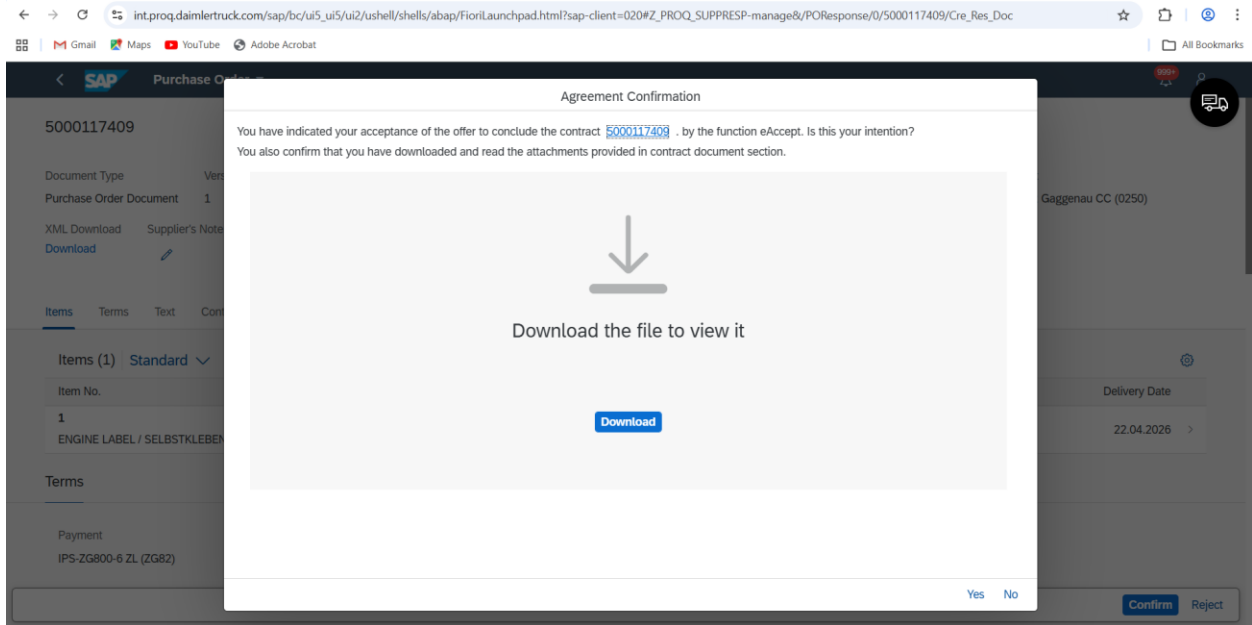 int.proq.daimlertruck.com/sap/bc/ui5_ui5/ui2/ushell/shells/abap/FioriLaunchpad.html?sap-client=020#Z_PROQ_SUPPRESP-manage&/POResponse/0/5000117409/Cre_Res_Doc
Gmail Maps YouTube Adobe Acrobat All Bookmarks
SAP Purchase 999+
Agreement Confirmation
5000117409
You have indicated your acceptance of the offer to conclude the contract 5000117409 . by the function eAccept. Is this your intention?
You also confirm that you have downloaded and read the attachments provided in contract document section.
Document Type
Purchase Order Document 1 Gaggenau CC (0250)
XML Download Supplier's Note
Download
Download the file to view it
Items Terms Text
Items (1) Standard
Item No. Delivery Date
1
ENGINE LABEL / SELBSTKLEBEN 22.04.2026
Download
Terms
Payment
IPS-ZG800-6 ZL (ZG82)
Yes No
Confirm Reject